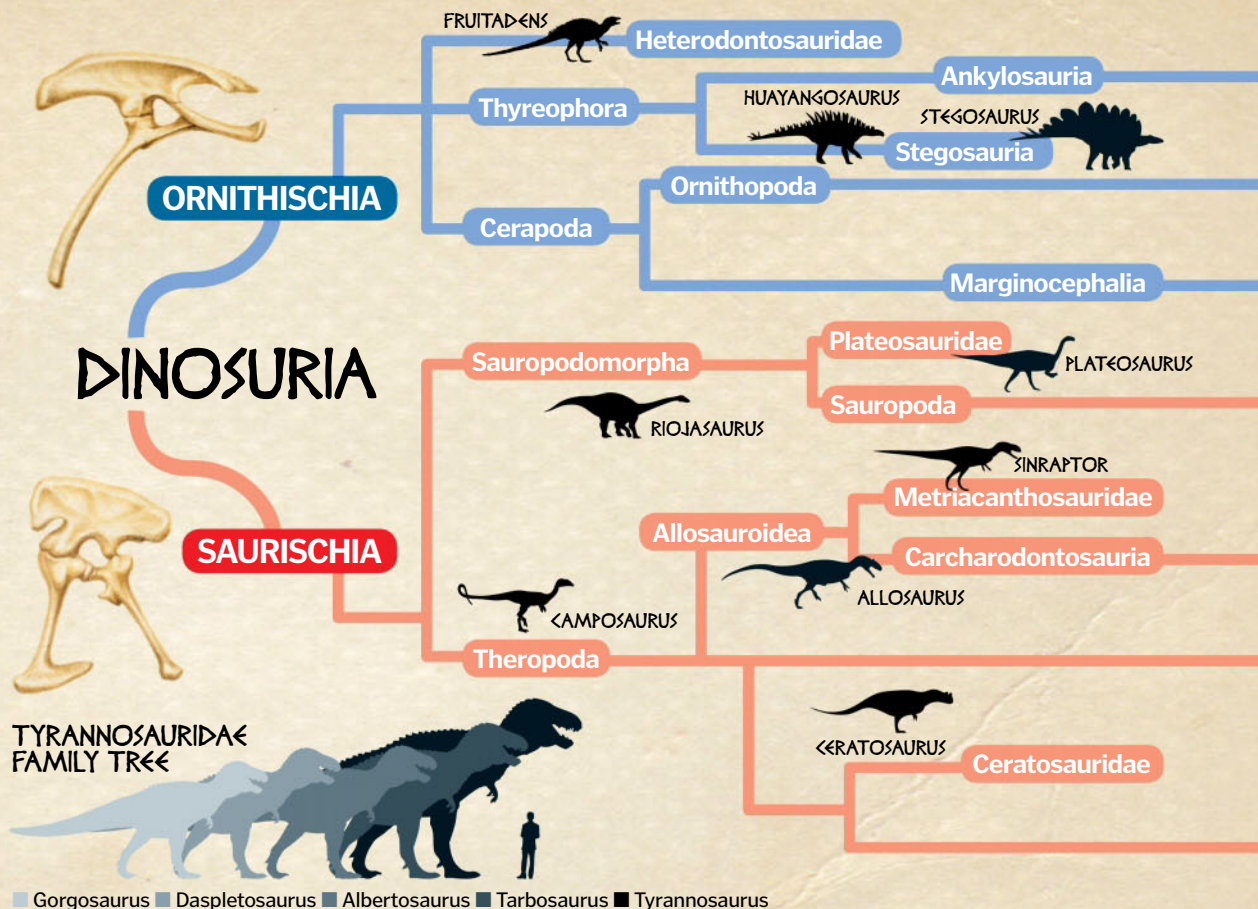 FRUITADENS
Heterodontosauridae
Ankylosauria
Thyreophora
HUAYANGOSAURUS
STEGOSAURUS
Stegosauria
ORNITHISCHIA
Ornithopoda
Cerapoda
Marginocephalia
DINOSURIA
Plateosauridae
Sauropodomorpha
PLATEOSAURUS
Sauropoda
RIOJASAURUS
SINRAPTOR
Metriacanthosauridae
Allosauroidea
SAURISCHIA
Carcharodontosauria
ALLOSAURUS
CAMPOSAURUS
Theropoda
TYRANNOSAURIDAE
FAMILY TREE
CERATOSAURUS
Ceratosauridae
Gorgosaurus Daspletosaurus Albertosaurus Tarbosaurus Tyrannosaurus